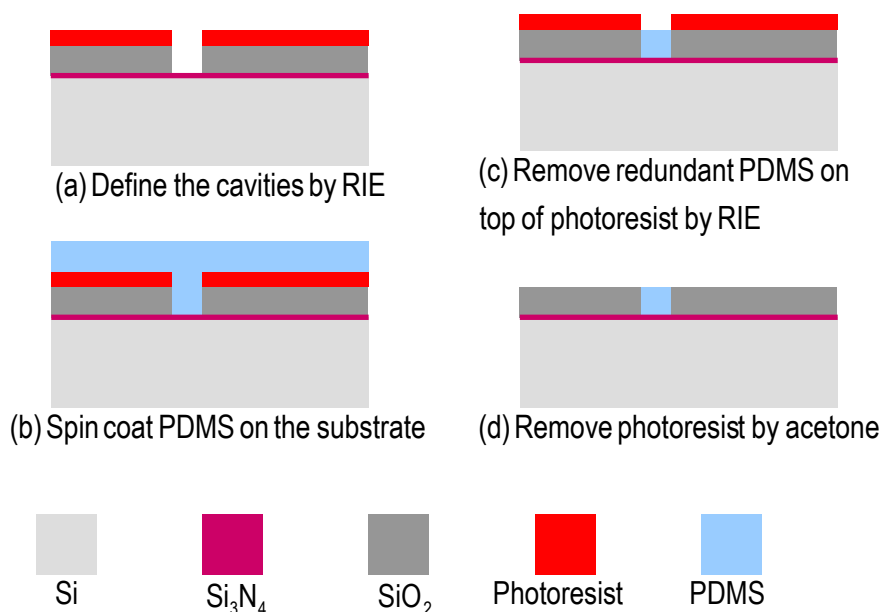 (a) Define the cavities by RIE
(b) Spin coat PDMS on the substrate
(c) Remove redundant PDMS on
top of photoresist by RIE
(d) Remove photoresist by acetone
Si
Si₃N₄
SiO₂
Photoresist
PDMS